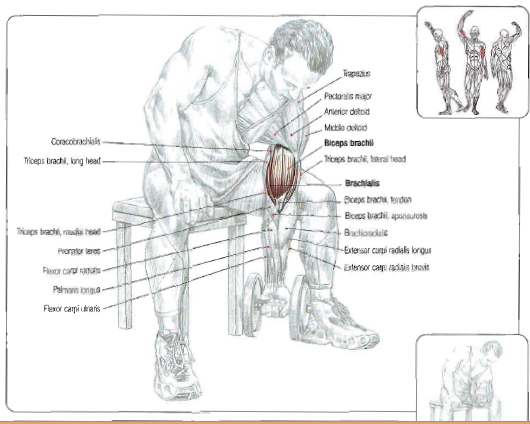 Trapezius
Pectoralis major
Anterior deltoid
Middle deltoid
Biceps brachii
Triceps brachii, lateral head
Brachialis
Biceps brachii, tendon
Biceps brachii, aponeurosis
Brachioradialis
Extensor carpi radialis longus
Extensor carpi radialis brevis
Coracobrachialis
Triceps brachii, long head
Triceps brachii, medial head
Pronator teres
Flexor carpi radialis
Palmaris longus
Flexor carpi ulnaris